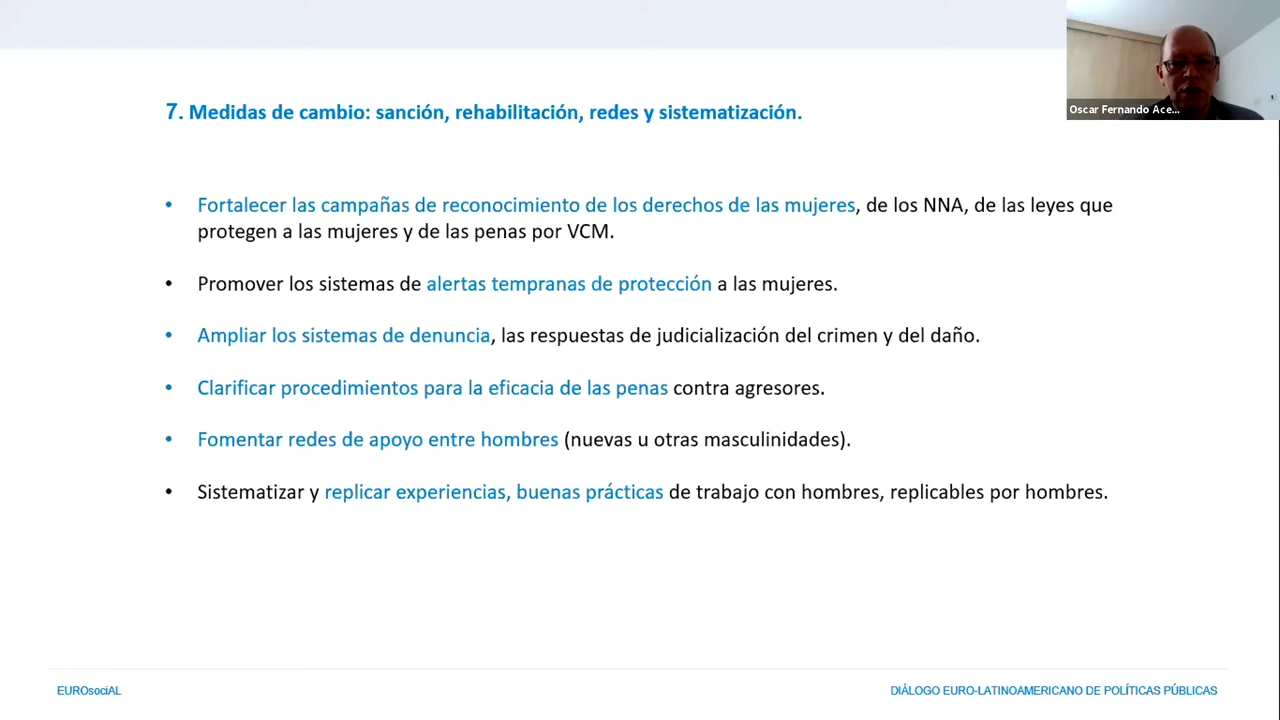 Oscar Fernando Ace...
7. Medidas de cambio: sanción, rehabilitación, redes y sistematización.
• Fortalecer las campañas de reconocimiento de los derechos de las mujeres, de los NNA, de las leyes que
protegen a las mujeres y de las penas por VCM.
• Promover los sistemas de alertas tempranas de protección a las mujeres.
• Ampliar los sistemas de denuncia, las respuestas de judicialización del crimen y del daño.
• Clarificar procedimientos para la eficacia de las penas contra agresores.
• Fomentar redes de apoyo entre hombres (nuevas u otras masculinidades).
• Sistematizar y replicar experiencias, buenas prácticas de trabajo con hombres, replicables por hombres.
EUROsociAL
DIÁLOGO EURO-LATINOAMERICANO DE POLÍTICAS PÚBLICAS